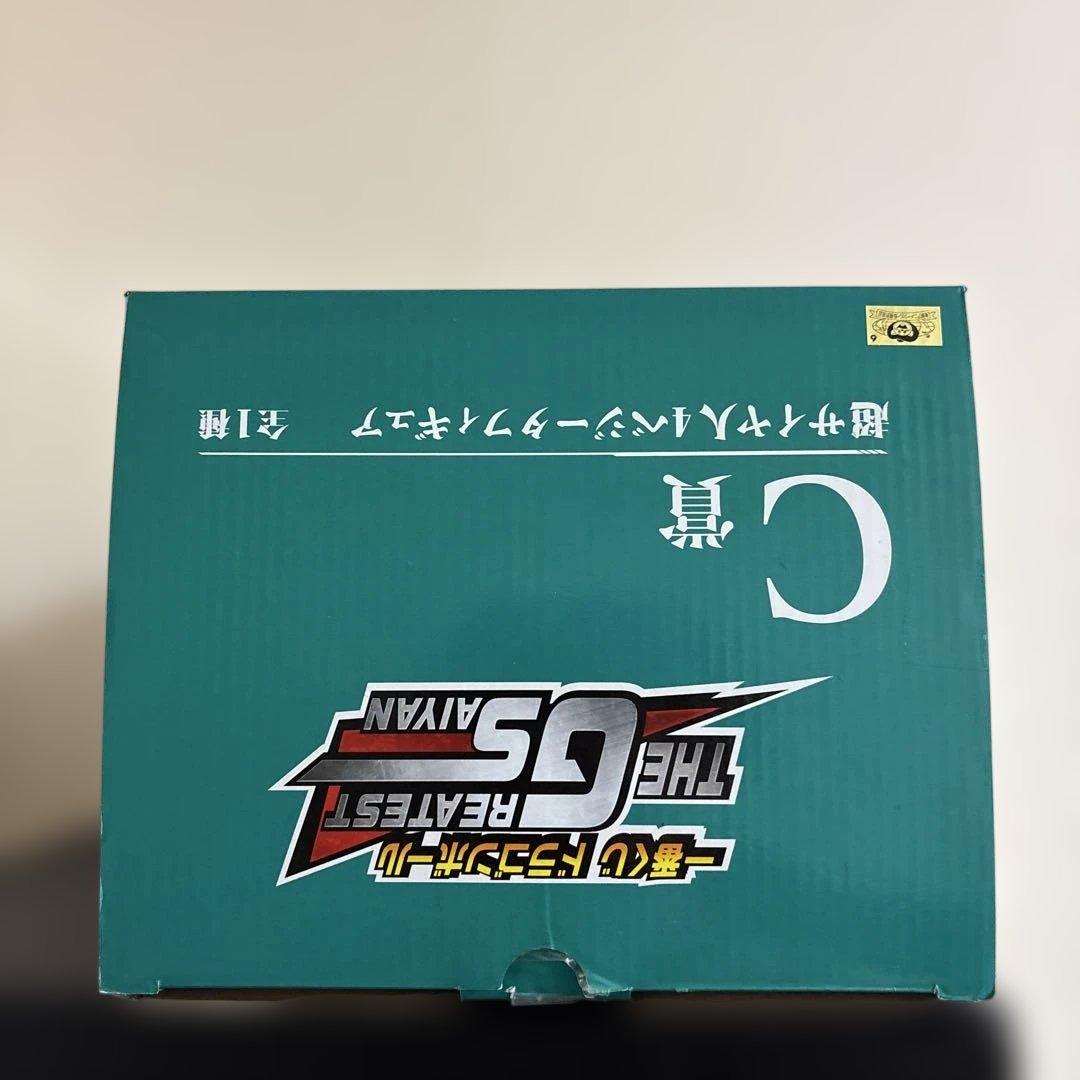 一番くじ ドラゴンボール
THE GREATEST SAIYAN
C賞
超サイヤ人4ベジータフィギュア 全1種
9